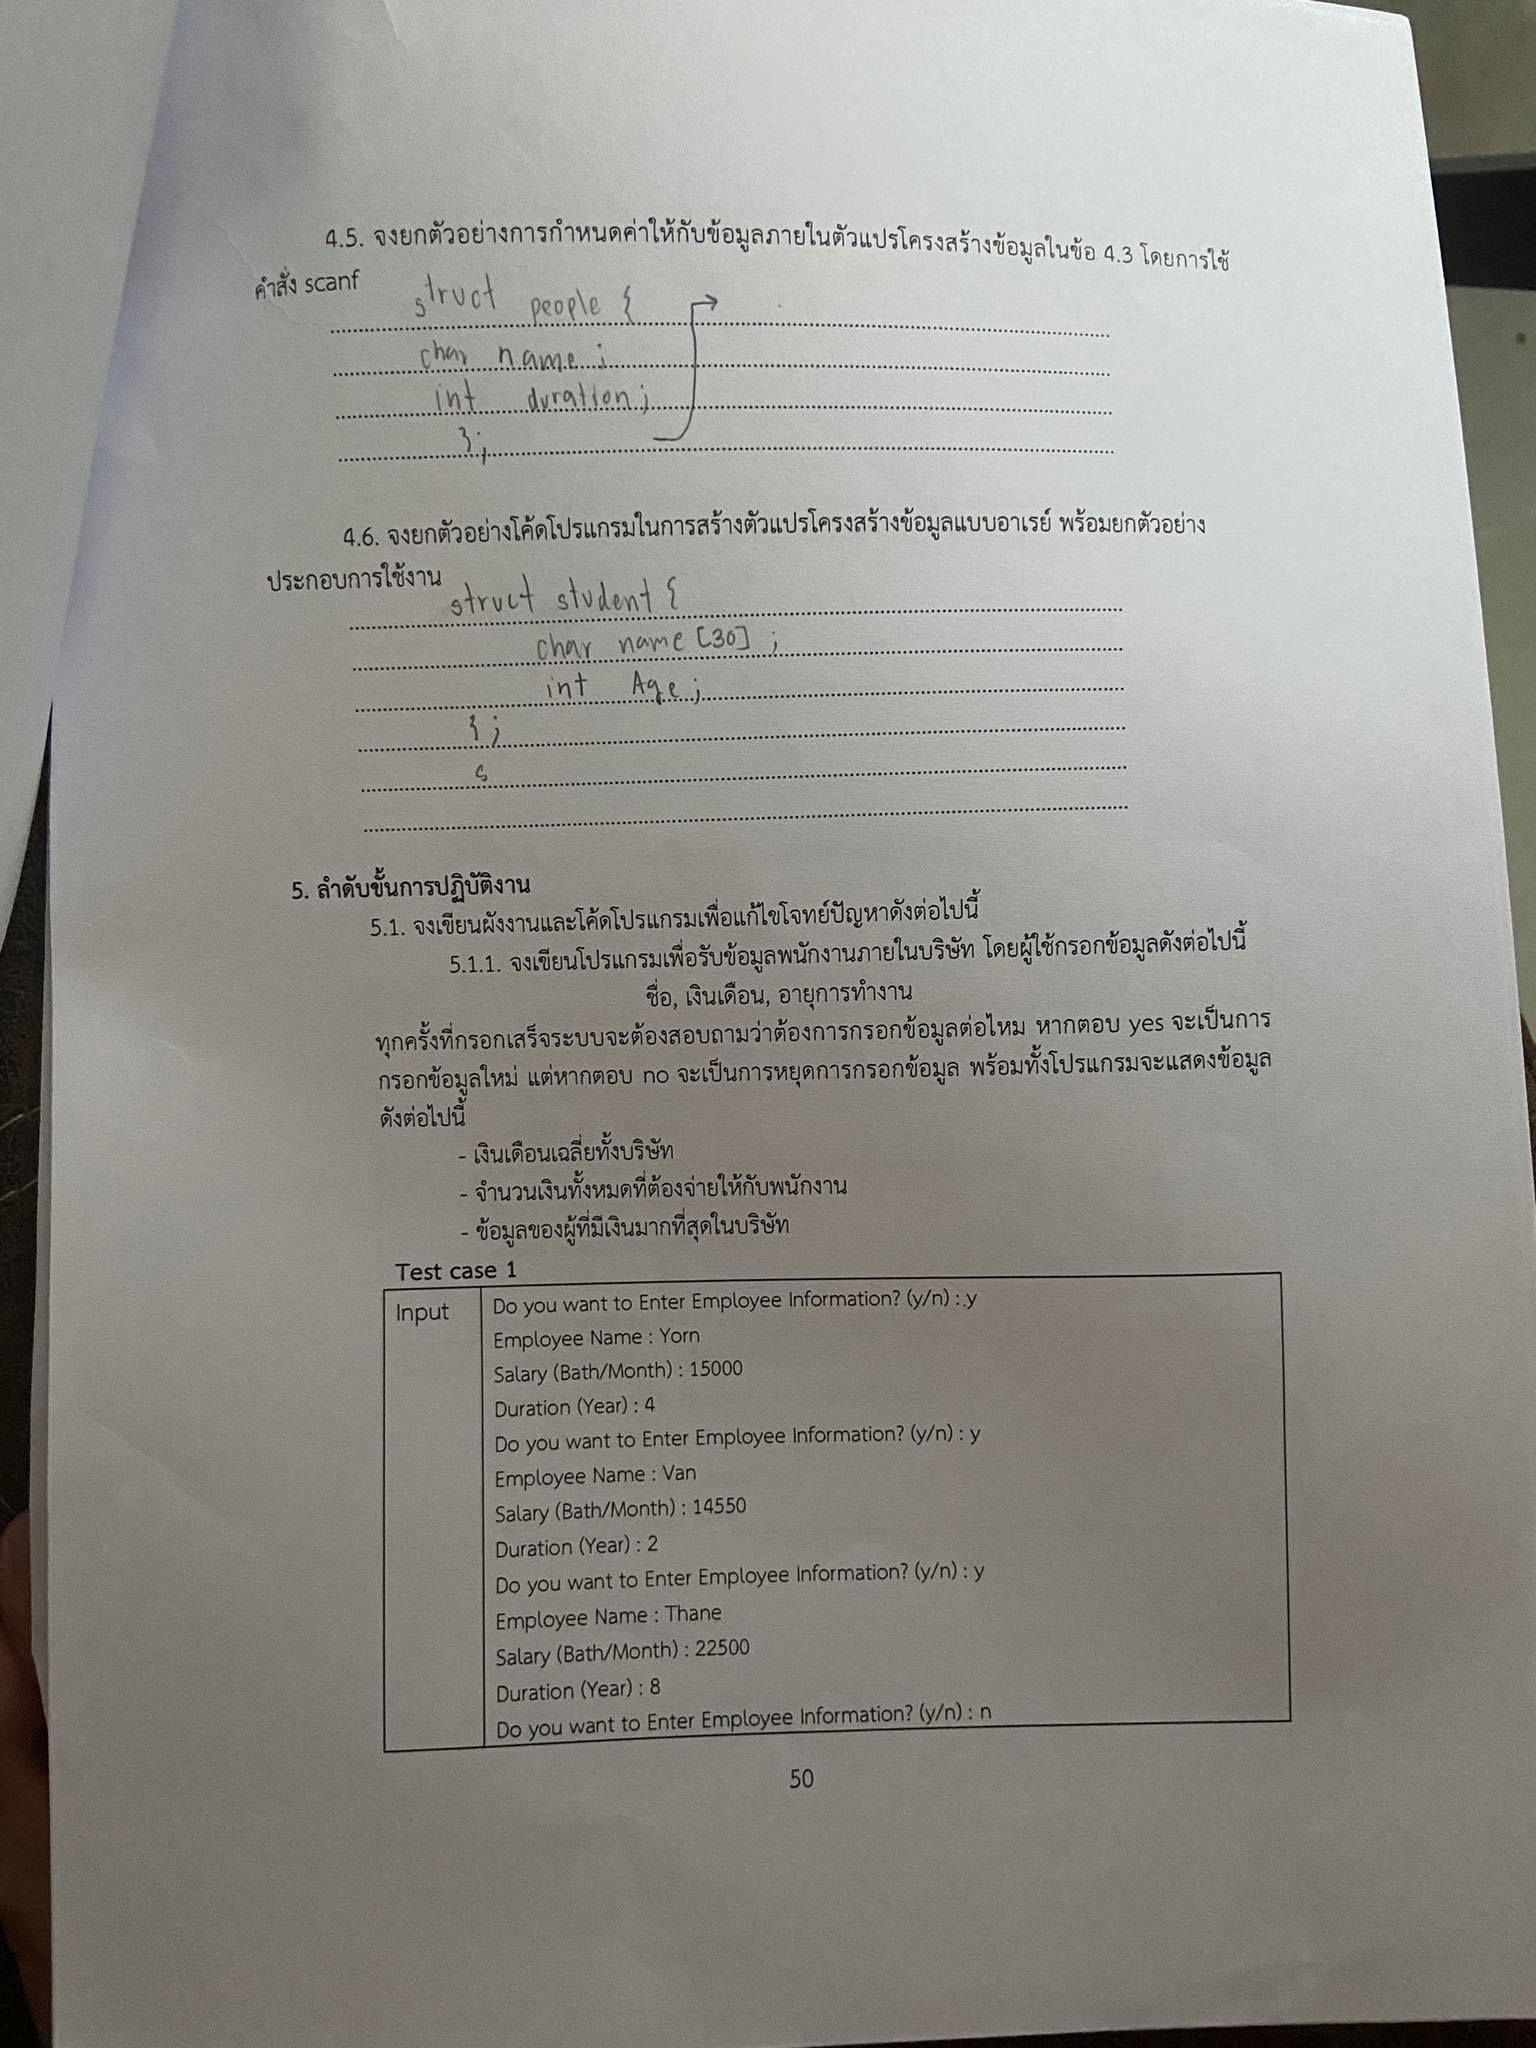 4.5. จงยกตัวอย่างการกำหนดค่าให้กับข้อมูลภายในตัวแปรโครงสร้างข้อมูลในข้อ 4.3 โดยการใช้
คำสั่ง scanf
struct people {
char name ;
int duration ;
};
4.6. จงยกตัวอย่างโค้ดโปรแกรมในการสร้างตัวแปรโครงสร้างข้อมูลแบบอาเรย์ พร้อมยกตัวอย่าง
ประกอบการใช้งาน
struct student {
char name [30] ;
int Age ;
} ;
s
5. ลำดับขั้นการปฏิบัติงาน
5.1. จงเขียนผังงานและโค้ดโปรแกรมเพื่อแก้ไขโจทย์ปัญหาดังต่อไปนี้
5.1.1. จงเขียนโปรแกรมเพื่อรับข้อมูลพนักงานภายในบริษัท โดยผู้ใช้กรอกข้อมูลดังต่อไปนี้
ชื่อ, เงินเดือน, อายุการทำงาน
ทุกครั้งที่กรอกเสร็จระบบจะต้องสอบถามว่าต้องการกรอกข้อมูลต่อไหม หากตอบ yes จะเป็นการ
กรอกข้อมูลใหม่ แต่หากตอบ no จะเป็นการหยุดการกรอกข้อมูล พร้อมทั้งโปรแกรมจะแสดงข้อมูล
ดังต่อไปนี้
- เงินเดือนเฉลี่ยทั้งบริษัท
- จำนวนเงินทั้งหมดที่ต้องจ่ายให้กับพนักงาน
- ข้อมูลของผู้ที่มีเงินมากที่สุดในบริษัท
Test case 1
Input
Do you want to Enter Employee Information? (y/n) : y
Employee Name : Yorn
Salary (Bath/Month) : 15000
Duration (Year) : 4
Do you want to Enter Employee Information? (y/n) : y
Employee Name : Van
Salary (Bath/Month) : 14550
Duration (Year) : 2
Do you want to Enter Employee Information? (y/n) : y
Employee Name : Thane
Salary (Bath/Month) : 22500
Duration (Year) : 8
Do you want to Enter Employee Information? (y/n) : n
50